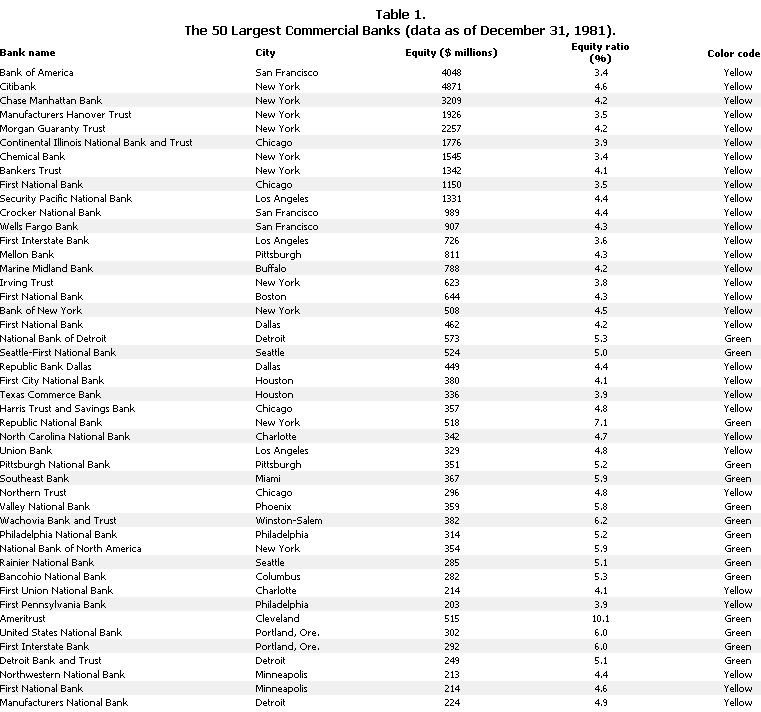 Table 1.
The 50 Largest Commercial Banks (data as of December 31, 1981).
Bank name City Equity ($ millions) Equity ratio (%) Color code
Bank of America San Francisco 4048 3.4 Yellow
Citibank New York 4871 4.6 Yellow
Chase Manhattan Bank New York 3209 4.2 Yellow
Manufacturers Hanover Trust New York 1926 3.5 Yellow
Morgan Guaranty Trust New York 2257 4.2 Yellow
Continental Illinois National Bank and Trust Chicago 1776 3.9 Yellow
Chemical Bank New York 1545 3.4 Yellow
Bankers Trust New York 1342 4.1 Yellow
First National Bank Chicago 1150 3.5 Yellow
Security Pacific National Bank Los Angeles 1331 4.4 Yellow
Crocker National Bank San Francisco 989 4.4 Yellow
Wells Fargo Bank San Francisco 907 4.3 Yellow
First Interstate Bank Los Angeles 726 3.6 Yellow
Mellon Bank Pittsburgh 811 4.3 Yellow
Marine Midland Bank Buffalo 788 4.2 Yellow
Irving Trust New York 623 3.8 Yellow
First National Bank Boston 644 4.3 Yellow
Bank of New York New York 508 4.5 Yellow
First National Bank Dallas 462 4.2 Yellow
National Bank of Detroit Detroit 573 5.3 Green
Seattle-First National Bank Seattle 524 5.0 Green
Republic Bank Dallas Dallas 449 4.4 Yellow
First City National Bank Houston 380 4.1 Yellow
Texas Commerce Bank Houston 336 3.9 Yellow
Harris Trust and Savings Bank Chicago 357 4.8 Yellow
Republic National Bank New York 518 7.1 Green
North Carolina National Bank Charlotte 342 4.7 Yellow
Union Bank Los Angeles 329 4.8 Yellow
Pittsburgh National Bank Pittsburgh 351 5.2 Green
Southeast Bank Miami 367 5.9 Green
Northern Trust Chicago 296 4.8 Yellow
Valley National Bank Phoenix 359 5.8 Green
Wachovia Bank and Trust Winston-Salem 382 6.2 Green
Philadelphia National Bank Philadelphia 314 5.2 Green
National Bank of North America New York 354 5.9 Green
Rainier National Bank Seattle 285 5.1 Green
Bancohio National Bank Columbus 282 5.3 Green
First Union National Bank Charlotte 214 4.1 Yellow
First Pennsylvania Bank Philadelphia 203 3.9 Yellow
Ameritrust Cleveland 515 10.1 Green
United States National Bank Portland, Ore. 302 6.0 Green
First Interstate Bank Portland, Ore. 292 6.0 Green
Detroit Bank and Trust Detroit 249 5.1 Green
Northwestern National Bank Minneapolis 213 4.4 Yellow
First National Bank Minneapolis 214 4.6 Yellow
Manufacturers National Bank Detroit 224 4.9 Yellow